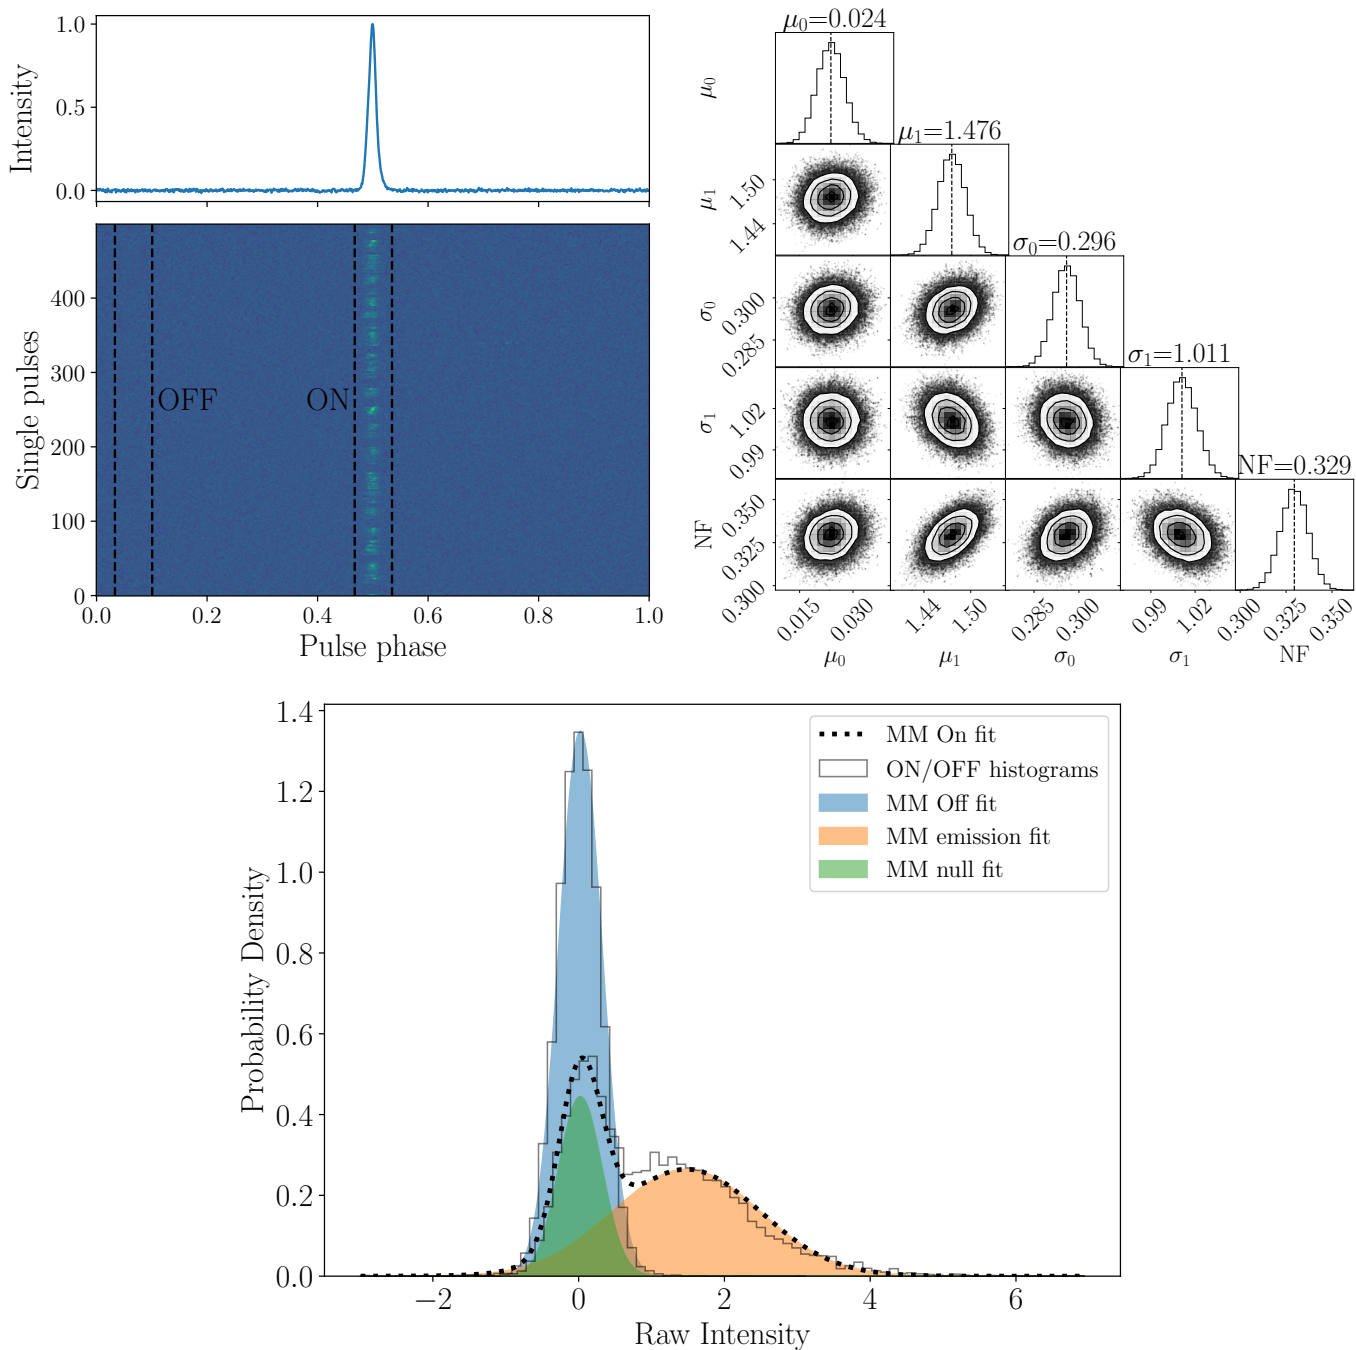 1.0
0.5
0.0
Intensity
400
300
200
100
0
Single pulses
OFF
ON
0.0 0.2 0.4 0.6 0.8 1.0
Pulse phase
μ₀=0.024
μ₀
μ₁=1.476
1.50
1.44
μ₁
σ₀=0.296
0.300
0.285
σ₀
σ₁=1.011
1.02
0.99
σ₁
NF=0.329
0.350
0.325
0.300
NF
0.015 0.030 1.44 1.50 0.285 0.300 0.99 1.02 0.300 0.325 0.350
μ₀ μ₁ σ₀ σ₁ NF
1.4
1.2
1.0
0.8
0.6
0.4
0.2
0.0
Probability Density
MM On fit
ON/OFF histograms
MM Off fit
MM emission fit
MM null fit
−2 0 2 4 6
Raw Intensity